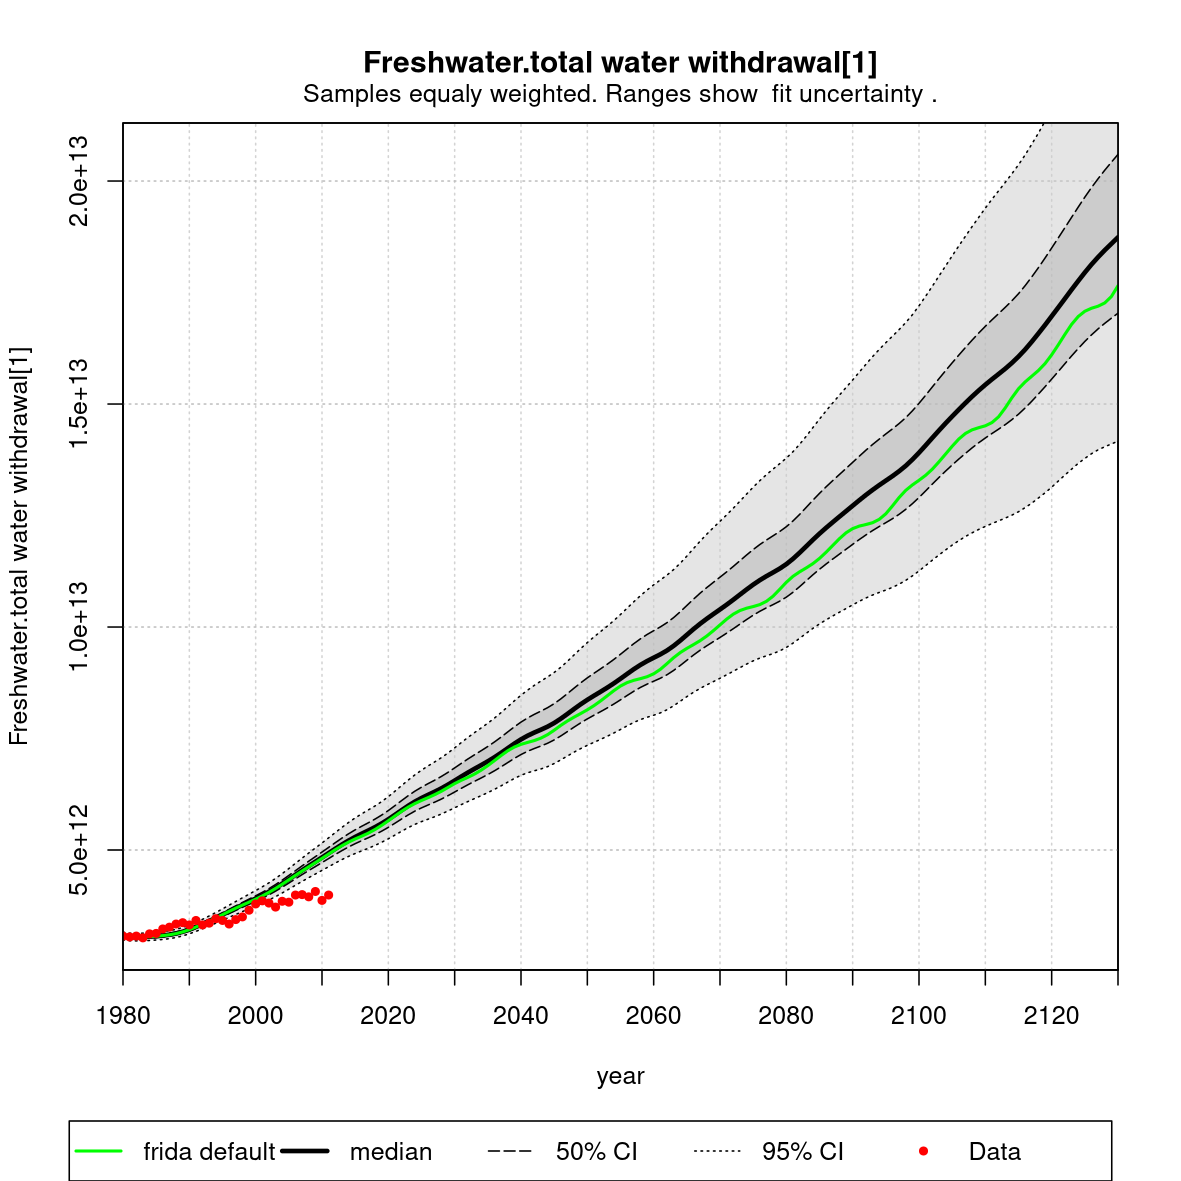 Freshwater.total water withdrawal[1]
Samples equaly weighted. Ranges show  fit uncertainty .
Freshwater.total water withdrawal[1]
2.0e+13
1.5e+13
1.0e+13
5.0e+12
1980 2000 2020 2040 2060 2080 2100 2120
year
frida default median 50% CI 95% CI Data